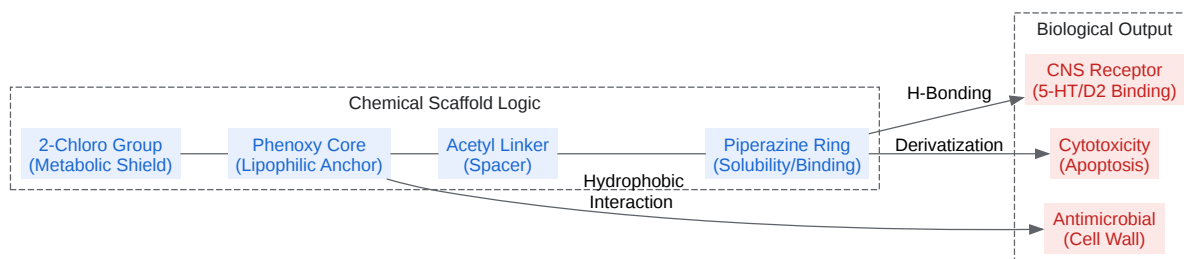 Biological Output
CNS Receptor
(5-HT/D2 Binding)
H-Bonding
Chemical Scaffold Logic
2-Chloro Group
(Metabolic Shield)
Phenoxy Core
(Lipophilic Anchor)
Acetyl Linker
(Spacer)
Piperazine Ring
(Solubility/Binding)
Derivatization
Cytotoxicity
(Apoptosis)
Hydrophobic
Interaction
Antimicrobial
(Cell Wall)